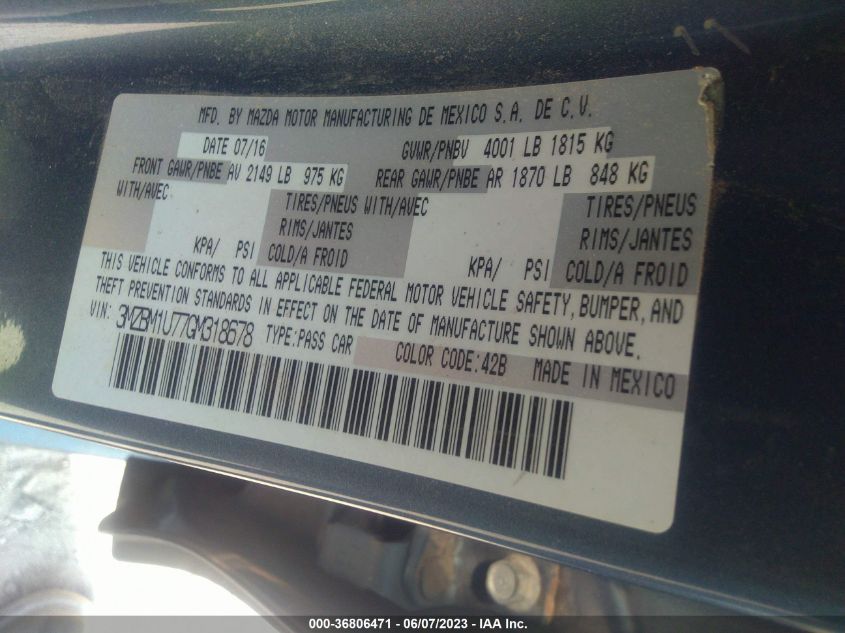 MFD. BY MAZDA MOTOR MANUFACTURING DE MEXICO S.A. DE C.V.
DATE 07/16 GVWR/PNBV 4001 LB 1815 KG
FRONT GAWR/PNBE AV 2149 LB 975 KG REAR GAWR/PNBE AR 1870 LB 848 KG
WITH/AVEC TIRES/PNEUS WITH/AVEC TIRES/PNEUS
RIMS/JANTES RIMS/JANTES
KPA/ PSI COLD/A FROID KPA/ PSI COLD/A FROID
THIS VEHICLE CONFORMS TO ALL APPLICABLE FEDERAL MOTOR VEHICLE SAFETY, BUMPER, AND
THEFT PREVENTION STANDARDS IN EFFECT ON THE DATE OF MANUFACTURE SHOWN ABOVE.
VIN: 3MZBM1U77GM318678 TYPE:PASS CAR
COLOR CODE:42B MADE IN MEXICO
000-36806471 - 06/07/2023 - IAA Inc.